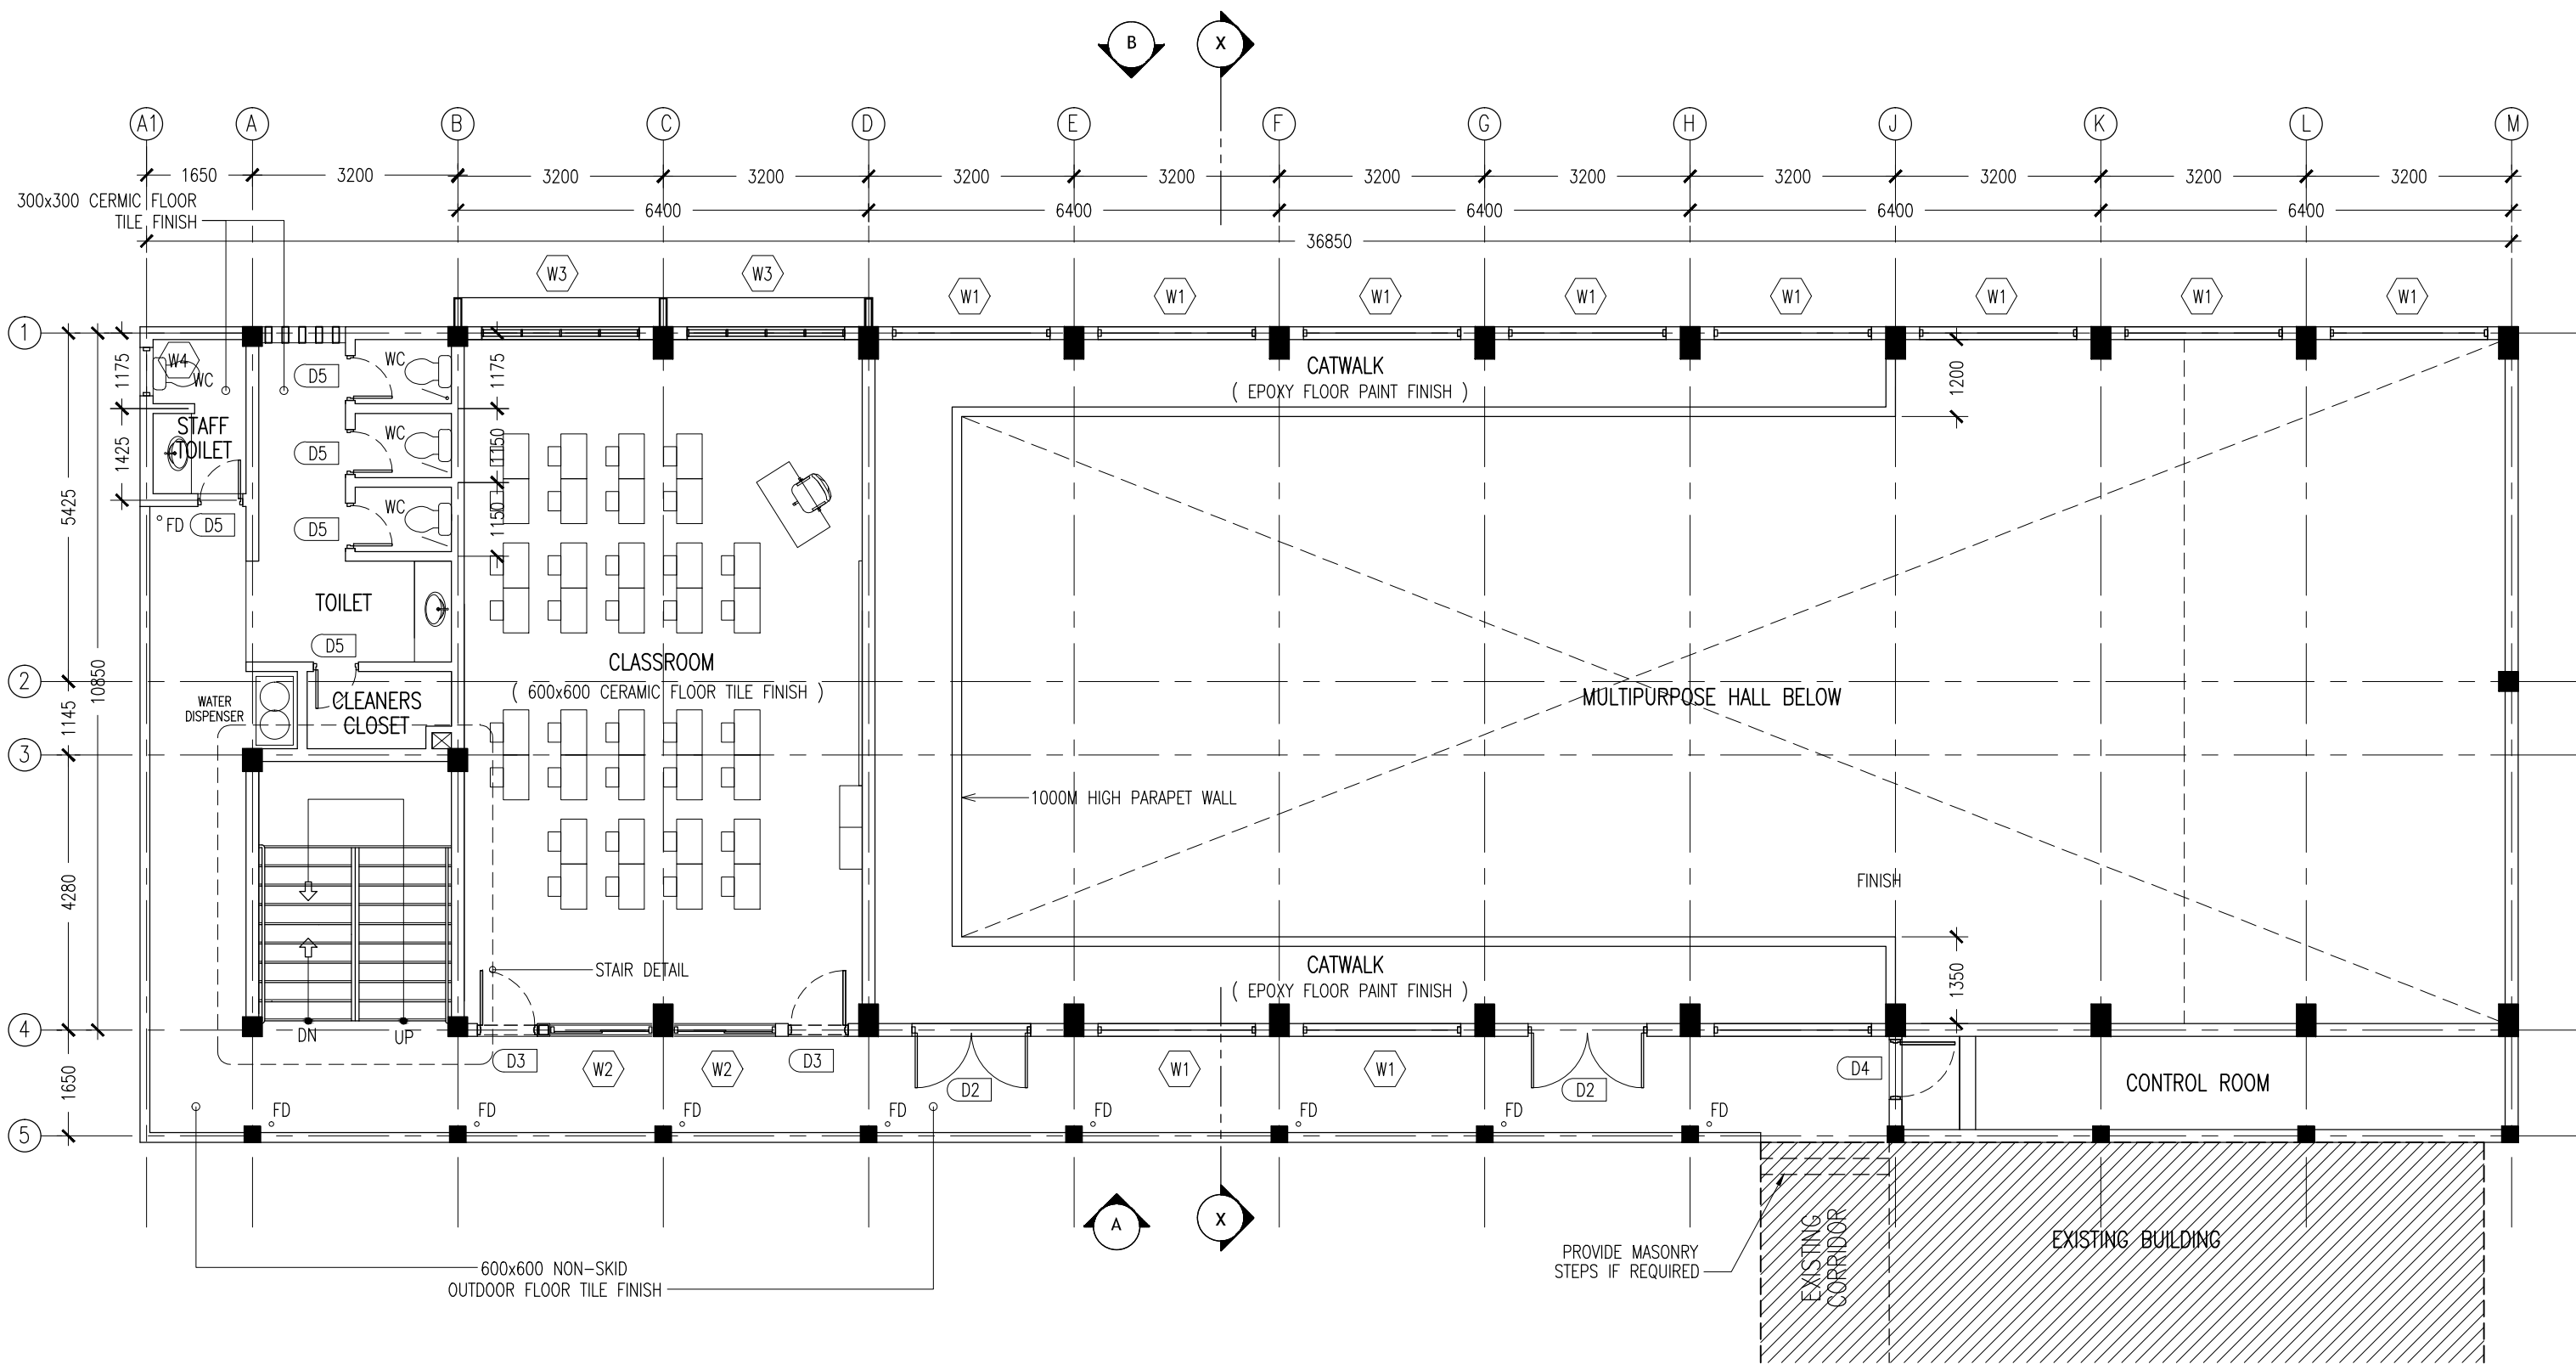 B
X
A1
A
B
C
D
E
F
G
H
J
K
L
M
1650
3200
3200
3200
3200
3200
3200
3200
3200
3200
3200
3200
300x300 CERMIC FLOOR
TILE FINISH
6400
6400
6400
6400
6400
36850
W3
W3
W1
W1
W1
W1
W1
W1
W1
W1
1
2
3
4
5
5425
1145
4280
1650
10850
1175
1425
1175
1150
1150
W4
WC
STAFF
TOILET
FD
D5
D5
D5
D5
WC
WC
WC
TOILET
D5
WATER
DISPENSER
CLEANERS
CLOSET
CLASSROOM
( 600x600 CERAMIC FLOOR TILE FINISH )
CATWALK
( EPOXY FLOOR PAINT FINISH )
1200
MULTIPURPOSE HALL BELOW
1000M HIGH PARAPET WALL
FINISH
STAIR DETAIL
CATWALK
( EPOXY FLOOR PAINT FINISH )
1350
DN
UP
D3
W2
W2
D3
D2
W1
W1
D2
D4
CONTROL ROOM
FD
FD
FD
FD
FD
FD
FD
FD
A
X
EXISTING
CORRIDOR
EXISTING BUILDING
PROVIDE MASONRY
STEPS IF REQUIRED
600x600 NON-SKID
OUTDOOR FLOOR TILE FINISH